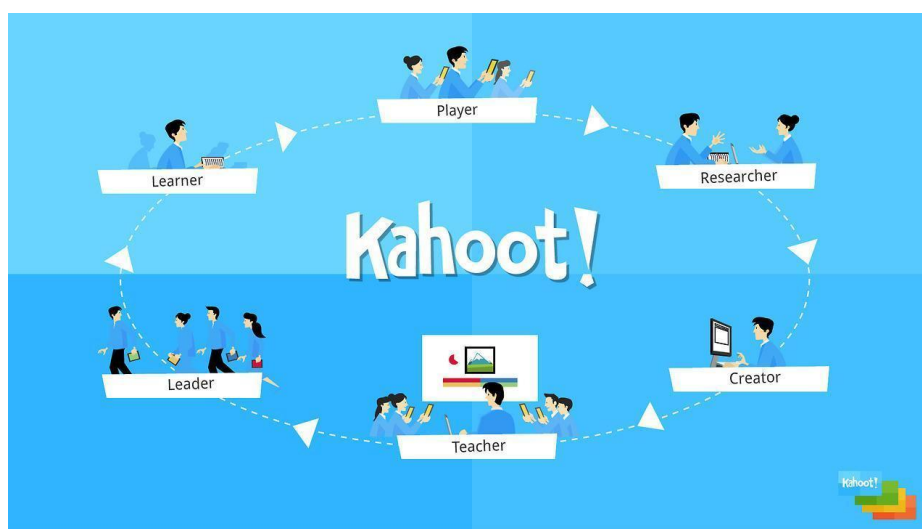 Player
Learner
Researcher
Kahoot!
Leader
Creator
Teacher
Kahoot!